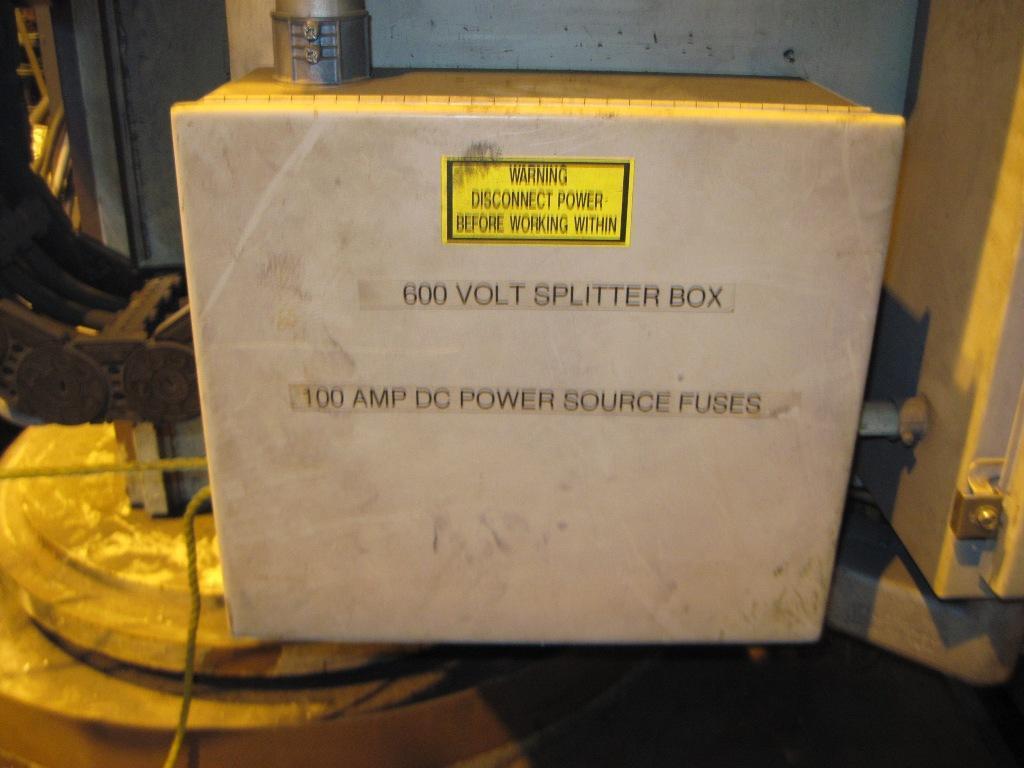 WARNING
DISCONNECT POWER
BEFORE WORKING WITHIN
600 VOLT SPLITTER BOX
100 AMP DC POWER SOURCE FUSES